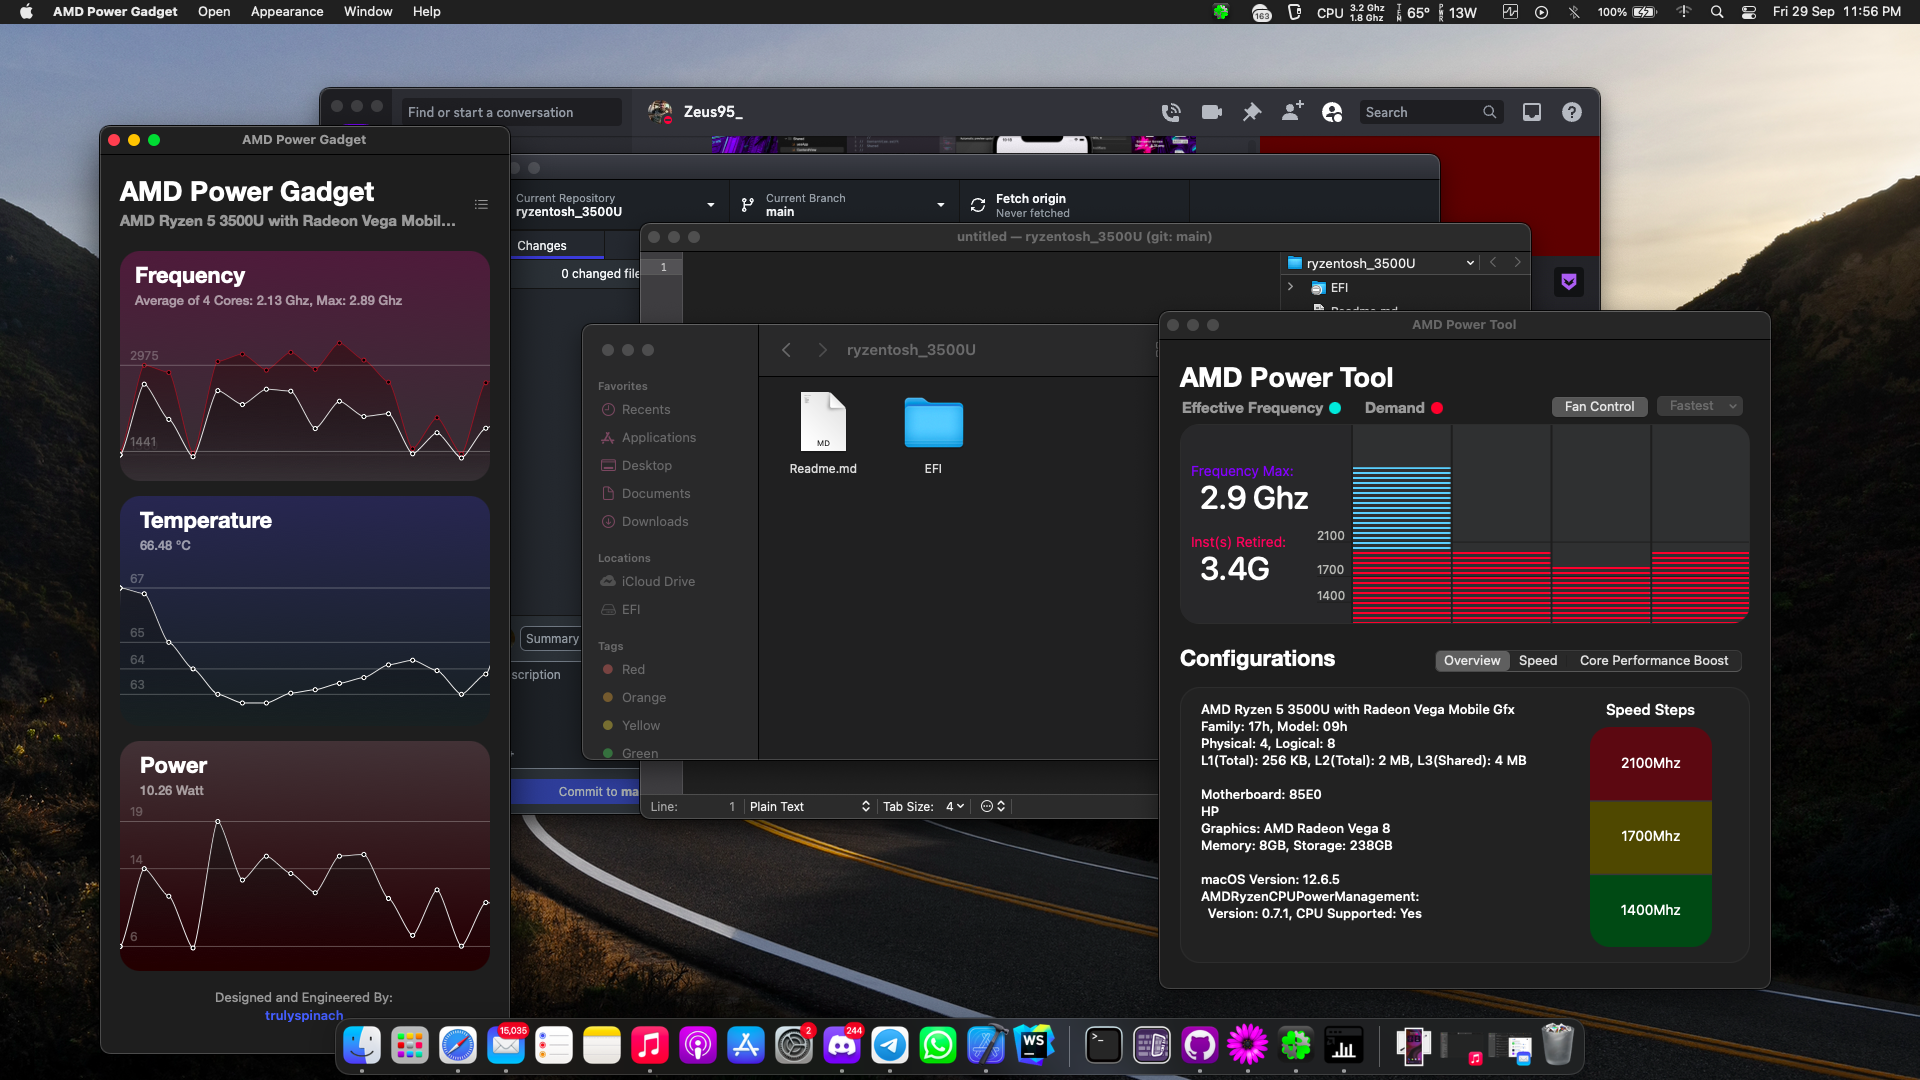 AMD Power Gadget Open Appearance Window Help
163 CPU 3.2 Ghz 1.8 Ghz 65° 13W 100% Fri 29 Sep 11:56 PM
Find or start a conversation
Zeus95_
Search
AMD Power Gadget
AMD Power Gadget
AMD Ryzen 5 3500U with Radeon Vega Mobil...
Frequency
Average of 4 Cores: 2.13 Ghz, Max: 2.89 Ghz
2975
1441
Temperature
66.48 °C
67
65
64
63
Power
10.26 Watt
19
14
6
Designed and Engineered By:
trulyspinach
Current Repository
ryzentosh_3500U
Current Branch
main
Fetch origin
Never fetched
Changes
0 changed file
Summary
scription
Commit to ma
untitled — ryzentosh_3500U (git: main)
1
ryzentosh_3500U
EFI
Readme.md
Line: 1 Plain Text Tab Size: 4
ryzentosh_3500U
Favorites
Recents
Applications
Desktop
Documents
Downloads
Locations
iCloud Drive
EFI
Tags
Red
Orange
Yellow
Green
MD
Readme.md
EFI
AMD Power Tool
AMD Power Tool
Effective Frequency Demand
Fan Control Fastest
Frequency Max:
2.9 Ghz
Inst(s) Retired:
3.4G
2100
1700
1400
Configurations
Overview Speed Core Performance Boost
AMD Ryzen 5 3500U with Radeon Vega Mobile Gfx
Family: 17h, Model: 09h
Physical: 4, Logical: 8
L1(Total): 256 KB, L2(Total): 2 MB, L3(Shared): 4 MB
Motherboard: 85E0
HP
Graphics: AMD Radeon Vega 8
Memory: 8GB, Storage: 238GB
macOS Version: 12.6.5
AMDRyzenCPUPowerManagement:
Version: 0.7.1, CPU Supported: Yes
Speed Steps
2100Mhz
1700Mhz
1400Mhz
15,035
2
244
WS